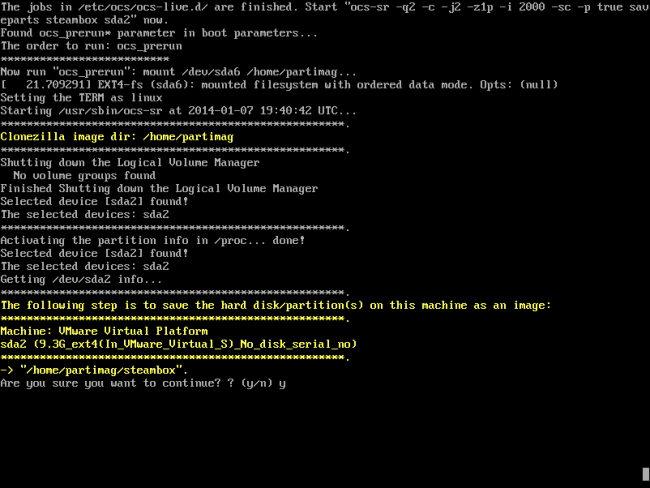 The jobs in /etc/ocs/ocs-live.d/ are finished. Start "ocs-sr -q2 -c -j2 -z1p -i 2000 -sc -p true sav
eparts steambox sda2" now.
Found ocs_prerun* parameter in boot parameters...
The order to run: ocs_prerun
**************************
Now run "ocs_prerun": mount /dev/sda6 /home/partimag...
[   21.709291] EXT4-fs (sda6): mounted filesystem with ordered data mode. Opts: (null)
Setting the TERM as linux
Starting /usr/sbin/ocs-sr at 2014-01-07 19:40:42 UTC...
*****************************************************.
Clonezilla image dir: /home/partimag
*****************************************************.
Shutting down the Logical Volume Manager
  No volume groups found
Finished Shutting down the Logical Volume Manager
Selected device [sda2] found!
The selected devices: sda2
*****************************************************.
Activating the partition info in /proc... done!
Selected device [sda2] found!
The selected devices: sda2
Getting /dev/sda2 info...
*****************************************************.
The following step is to save the hard disk/partition(s) on this machine as an image:
*****************************************************.
Machine: VMware Virtual Platform
sda2 (9.3G_ext4(In_VMware_Virtual_S)_No_disk_serial_no)
*****************************************************.
-> "/home/partimag/steambox".
Are you sure you want to continue? ? (y/n) y